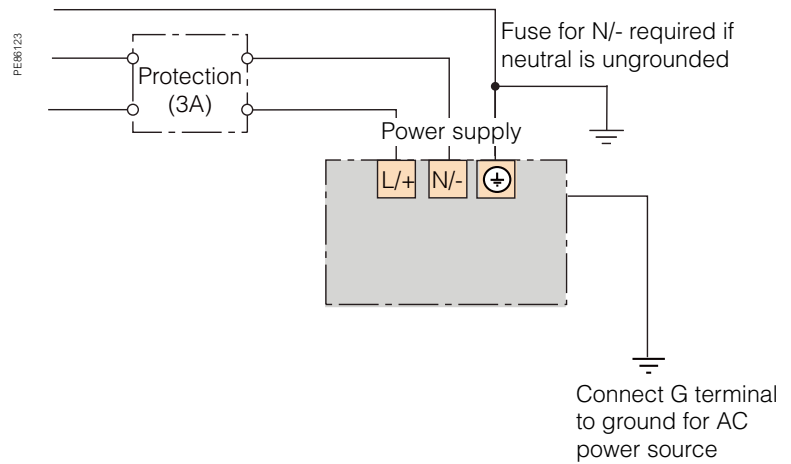 PE86123
Fuse for N/- required if
neutral is ungrounded
Protection
(3A)
Power supply
L/+
N/-
Connect G terminal
to ground for AC
power source